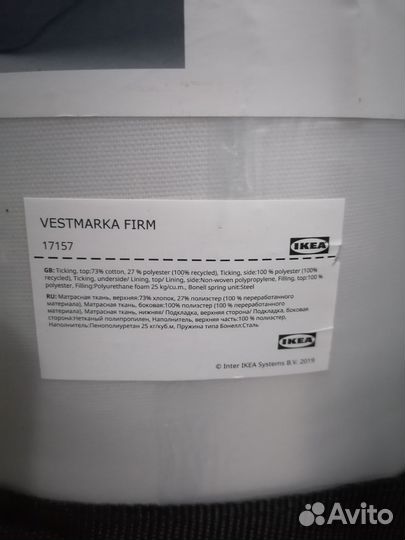 VESTMARKA FIRM
17157
IKEA
GB: Ticking, top:73% cotton, 27 % polyester (100% recycled), Ticking, side:100 % polyester (100%
recycled), Ticking, underside/ Lining, top/ Lining, side:Non-woven polypropylene, Filling, top:100 %
polyester, Filling:Polyurethane foam 25 kg/cu.m., Bonell spring unit:Steel
RU: Матрасная ткань, верхняя:73% хлопок, 27% полиэстер (100 % переработанного
материала), Матрасная ткань, боковая:100% полиэстер (100 % переработанного
материала), Матрасная ткань, нижняя/ Подкладка, верхняя сторона/ Подкладка, боковая
сторона:Нетканый полипропилен, Наполнитель, верхняя часть:100 % полиэстер,
Наполнитель:Пенополиуретан 25 кг/куб.м, Пружина типа Бонелл:Сталь
IKEA
© Inter IKEA Systems B.V. 2019
Avito